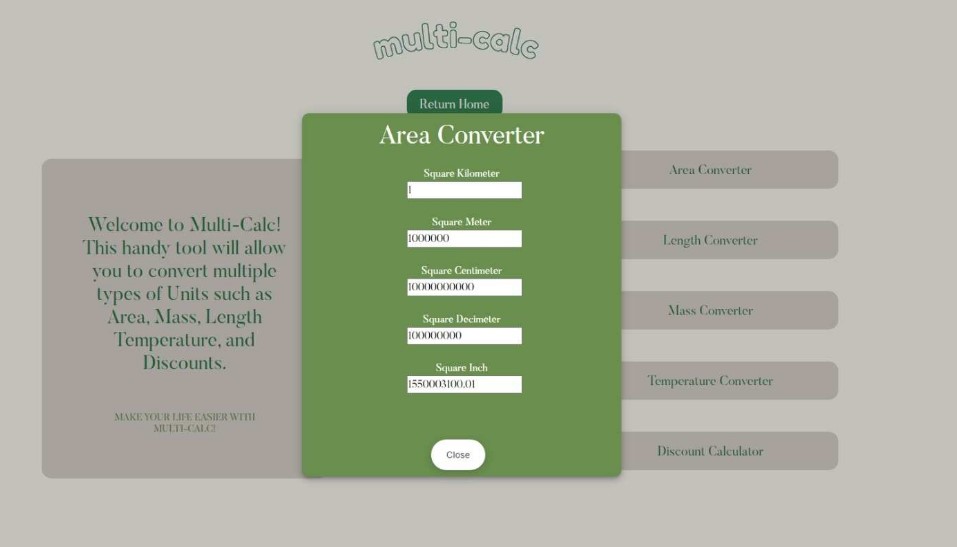 multi-calc
Return Home
Area Converter
Square Kilometer
1
Square Meter
1000000
Square Centimeter
10000000000
Square Decimeter
100000000
Square Inch
1550003100.01
Close
Welcome to Multi-Calc!
This handy tool will allow
you to convert multiple
types of Units such as
Area, Mass, Length
Temperature, and
Discounts.
MAKE YOUR LIFE EASIER WITH
MULTI-CALC!
Area Converter
Length Converter
Mass Converter
Temperature Converter
Discount Calculator